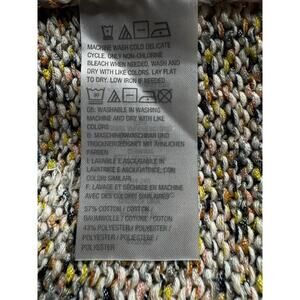 MACHINE WASH COLD DELICATE
CYCLE. ONLY NON-CHLORINE
BLEACH WHEN NEEDED. WASH AND
DRY WITH LIKE COLORS. LAY FLAT
TO DRY. LOW IRON IF NEEDED.
GB: WASHABLE IN WASHING
MACHINE AND DRY WITH LIKE
COLORS
D: MASCHINENWASCHBAR UND
TROCKNERGEEIGNET MIT ÄHNLICHEN
FARBEN
I: LAVABILE E ASCIUGABILE IN
LAVATRICE E ASCIUGATRICE. CON
COLORI SIMILARI
F: LAVAGE ET SÉCHAGE EN MACHINE
AVEC DES COLORIS SIMILAIRES
57% COTTON / COTTON /
BAUMWOLLE / COTONE / COTON
43% POLYESTER / POLYESTER /
POLYESTER / POLIESTERE /
POLYESTER